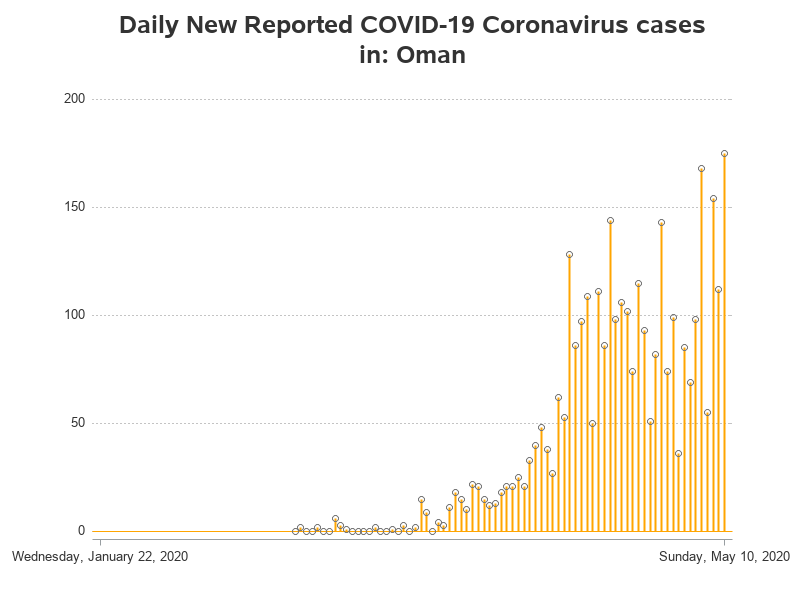 Daily New Reported COVID-19 Coronavirus cases
in: Oman
200
150
100
50
0
Wednesday, January 22, 2020
Sunday, May 10, 2020